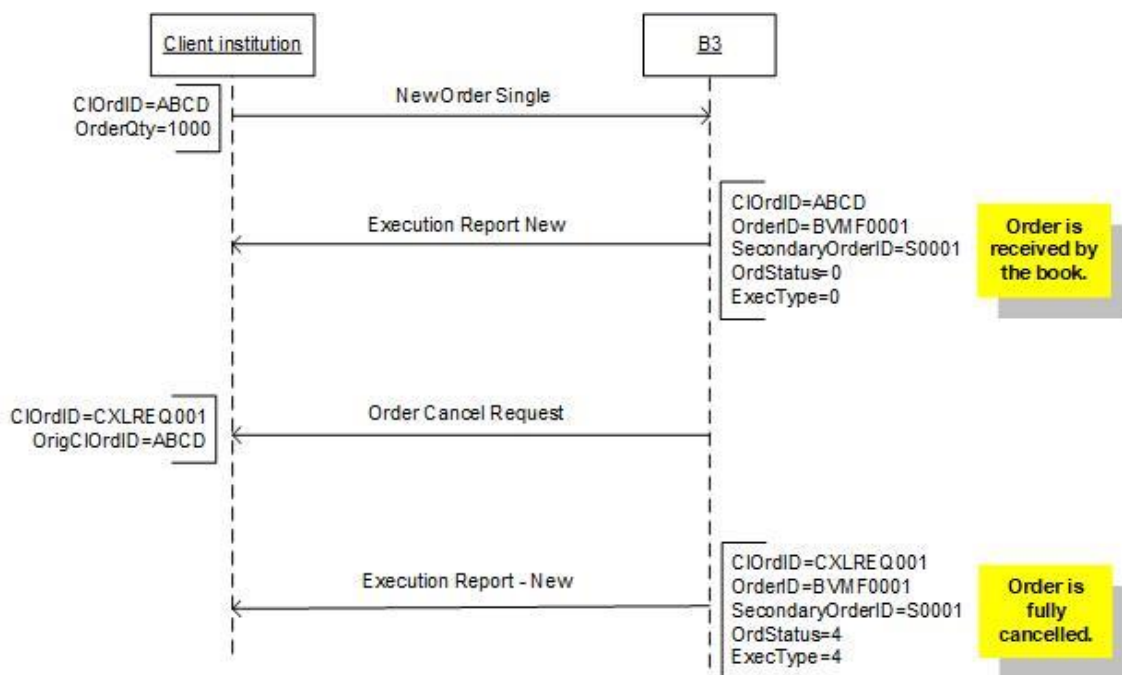 Client institution
B3
ClOrdID=ABCD
OrderQty=1000
New Order Single
Execution Report New
ClOrdID=ABCD
OrderID=BVMF0001
SecondaryOrderID=S0001
OrdStatus=0
ExecType=0
Order is
received by
the book.
ClOrdID=CXLREQ001
OrigClOrdID=ABCD
Order Cancel Request
Execution Report - New
ClOrdID=CXLREQ001
OrderID=BVMF0001
SecondaryOrderID=S0001
OrdStatus=4
ExecType=4
Order is
fully
cancelled.